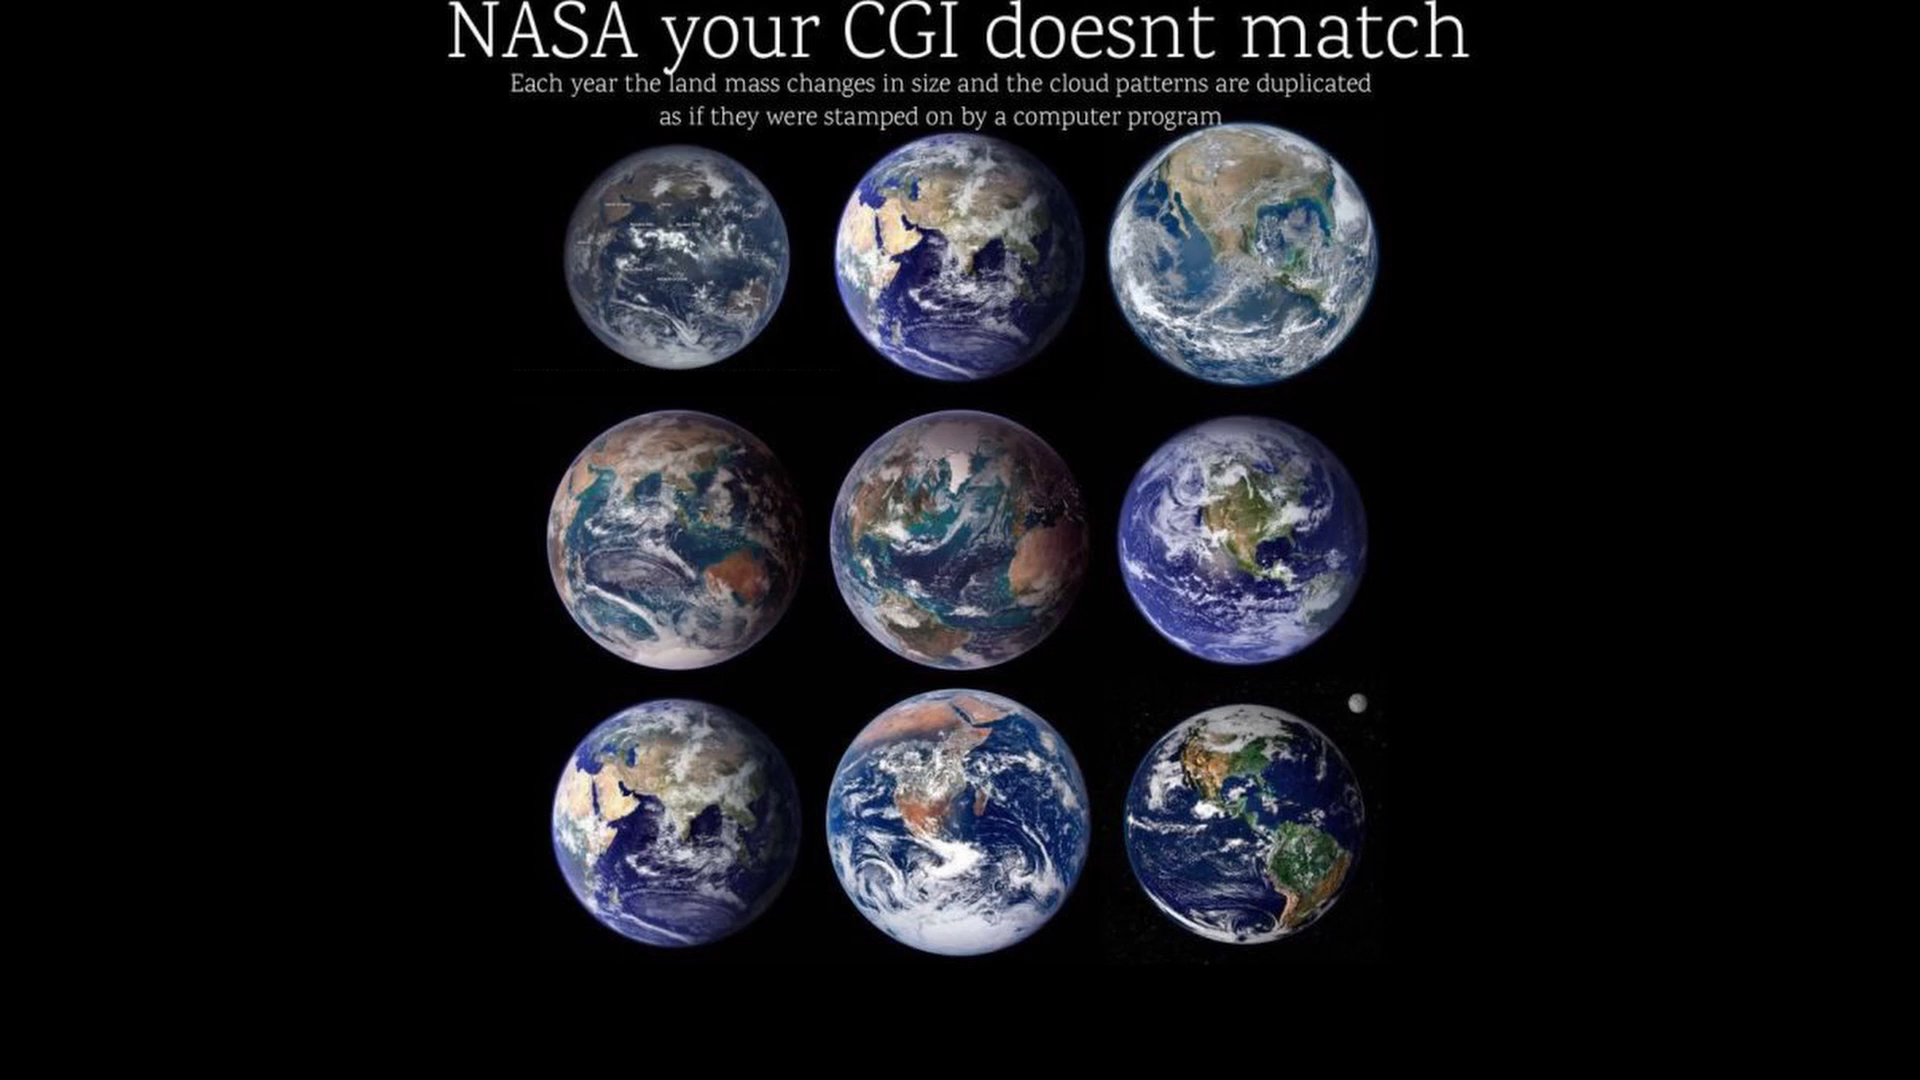 NASA your CGI doesnt match
Each year the land mass changes in size and the cloud patterns are duplicated
as if they were stamped on by a computer program